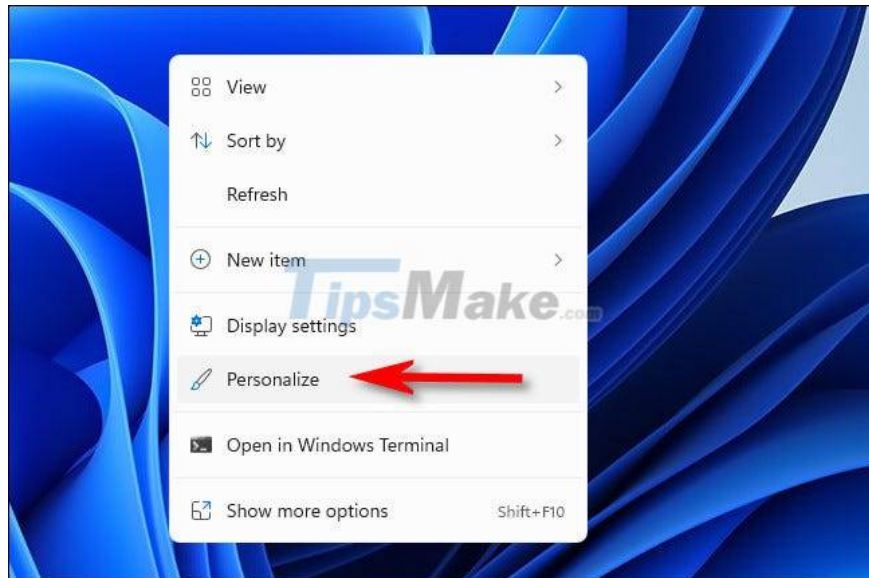 View
Sort by
Refresh
New item
TipsMake.com
Display settings
Personalize
Open in Windows Terminal
Show more options Shift+F10